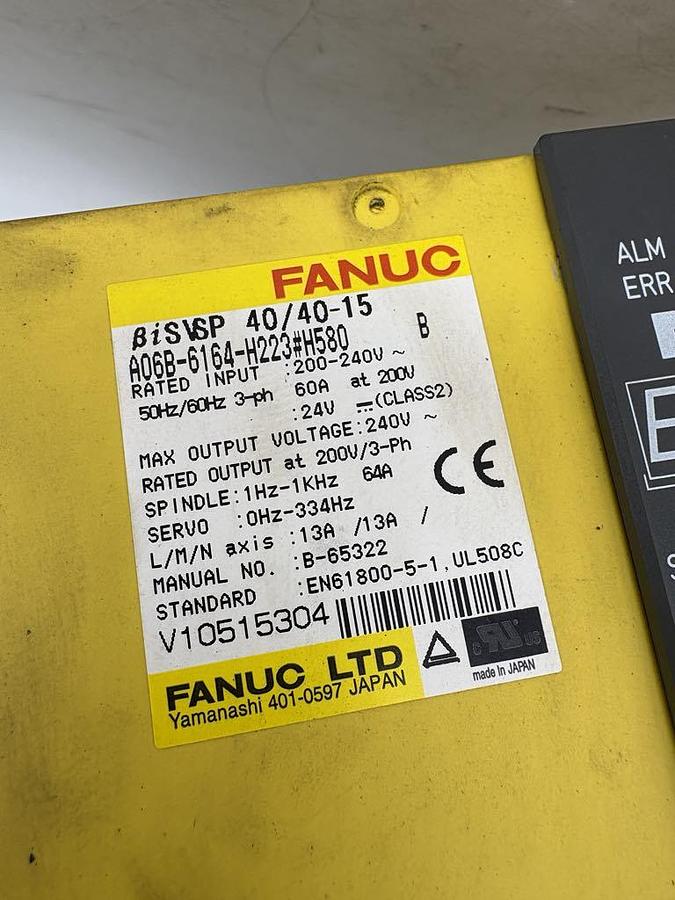 FANUC
βiSVSP 40/40-15
A06B-6164-H223#H580 B
RATED INPUT :200-240V ~
50Hz/60Hz 3-ph 60A at 200V
:24V ⎓(CLASS2)
MAX OUTPUT VOLTAGE:240V ~
RATED OUTPUT at 200V/3-Ph
SPINDLE:1Hz-1KHz 64A
SERVO :0Hz-334Hz
L/M/N axis :13A /13A /
MANUAL NO. :B-65322
STANDARD :EN61800-5-1,UL508C
V10515304
CE
FANUC LTD
Yamanashi 401-0597 JAPAN
c RU us
made in JAPAN
ALM
ERR